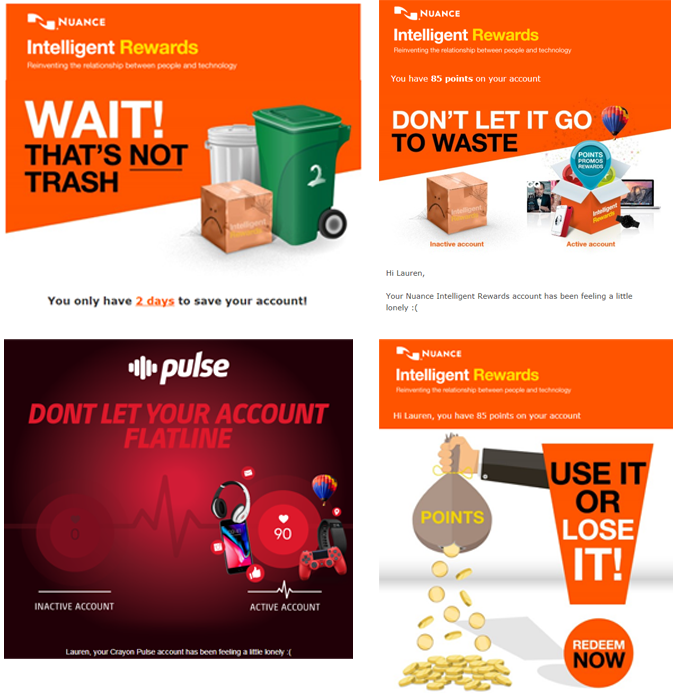 NUANCE
Intelligent Rewards
Reinventing the relationship between people and technology
WAIT!
THAT'S NOT
TRASH
2
Intelligent
Rewards
You only have 2 days to save your account!
NUANCE
Intelligent Rewards
Reinventing the relationship between people and technology
You have 85 points on your account
DON'T LET IT GO
TO WASTE
POINTS
PROMOS
REWARDS
Intelligent
Rewards
Intelligent
Rewards
Inactive account
Active account
Hi Lauren,
Your Nuance Intelligent Rewards account has been feeling a little
lonely :(
pulse
DONT LET YOUR ACCOUNT
FLATLINE
0
90
INACTIVE ACCOUNT
ACTIVE ACCOUNT
Lauren, your Crayon Pulse account has been feeling a little lonely :(
NUANCE
Intelligent Rewards
Reinventing the relationship between people and technology
Hi Lauren, you have 85 points on your account
POINTS
USE IT
OR
LOSE
IT!
REDEEM
NOW